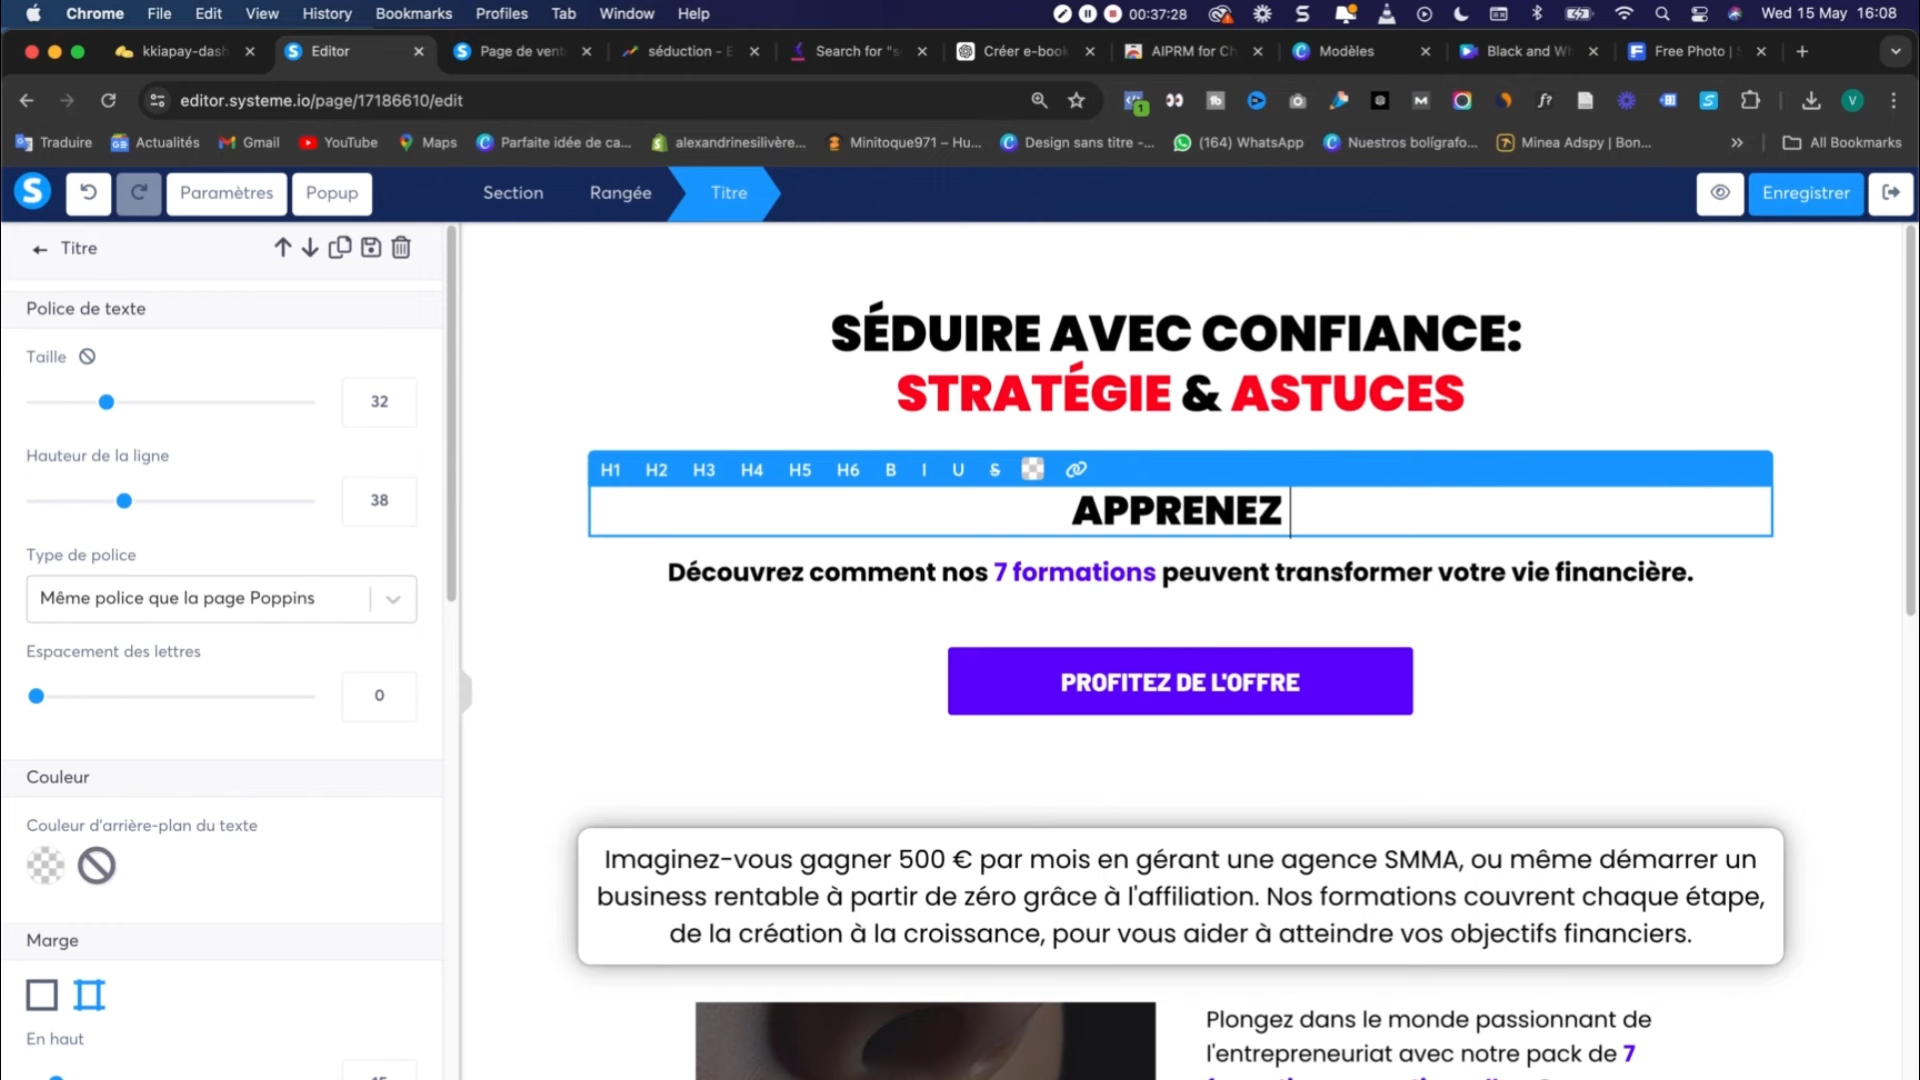 Chrome File Edit View History Bookmarks Profiles Tab Window Help 00:37:28 Wed 15 May 16:08
kkiapay-dash Editor Page de vent séduction - E Search for "s Créer e-book AIPRM for Ch Modèles Black and Wh Free Photo |
editor.systeme.io/page/17186610/edit
Traduire Actualités Gmail YouTube Maps Parfaite idée de ca... alexandrinesilivère... Minitoque971 – Hu... Design sans titre -... (164) WhatsApp Nuestros bolígrafo... Minea Adspy | Bon... » All Bookmarks
Paramètres Popup Section Rangée Titre Enregistrer
Titre
Police de texte
Taille
32
Hauteur de la ligne
38
Type de police
Même police que la page Poppins
Espacement des lettres
0
Couleur
Couleur d'arrière-plan du texte
Marge
En haut
SÉDUIRE AVEC CONFIANCE:
STRATÉGIE & ASTUCES
H1 H2 H3 H4 H5 H6 B I U S
APPRENEZ
Découvrez comment nos 7 formations peuvent transformer votre vie financière.
PROFITEZ DE L'OFFRE
Imaginez-vous gagner 500 € par mois en gérant une agence SMMA, ou même démarrer un
business rentable à partir de zéro grâce à l'affiliation. Nos formations couvrent chaque étape,
de la création à la croissance, pour vous aider à atteindre vos objectifs financiers.
Plongez dans le monde passionnant de
l'entrepreneuriat avec notre pack de 7